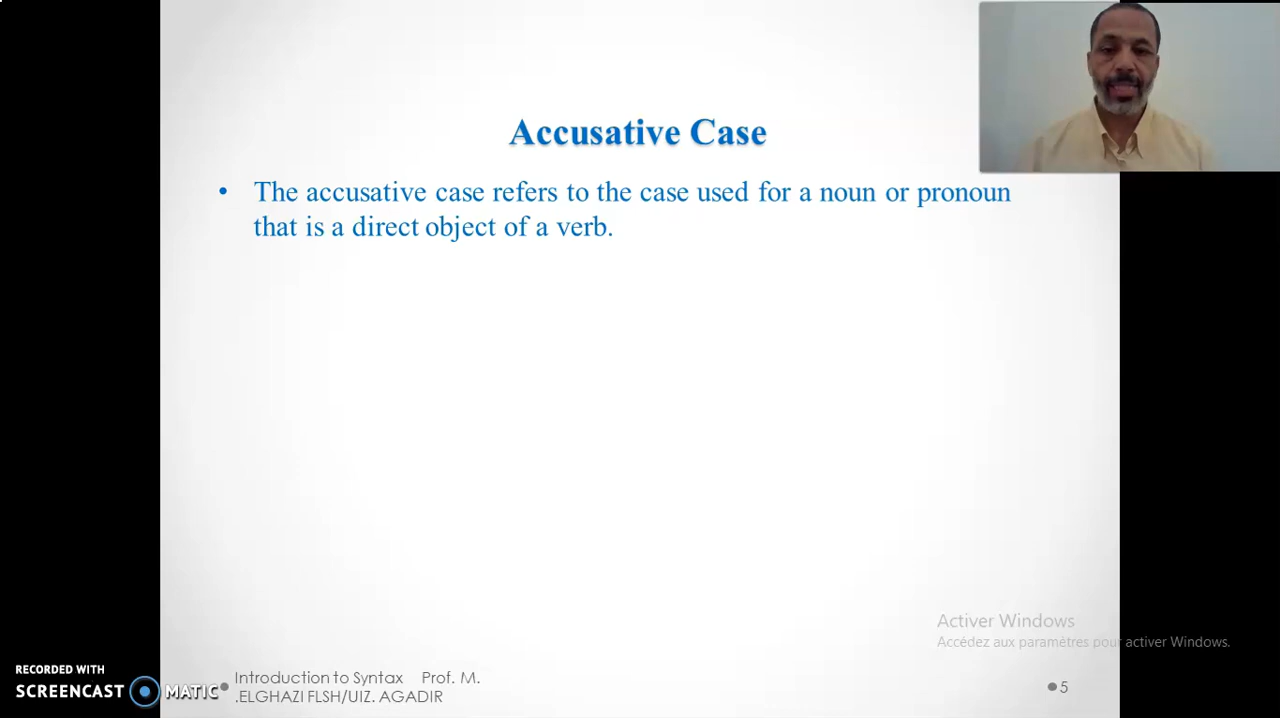 Accusative Case
• The accusative case refers to the case used for a noun or pronoun
that is a direct object of a verb.
Activer Windows
Accédez aux paramètres pour activer Windows.
RECORDED WITH
SCREENCAST MATIC
Introduction to Syntax Prof. M.
.ELGHAZI FLSH/UIZ. AGADIR
5